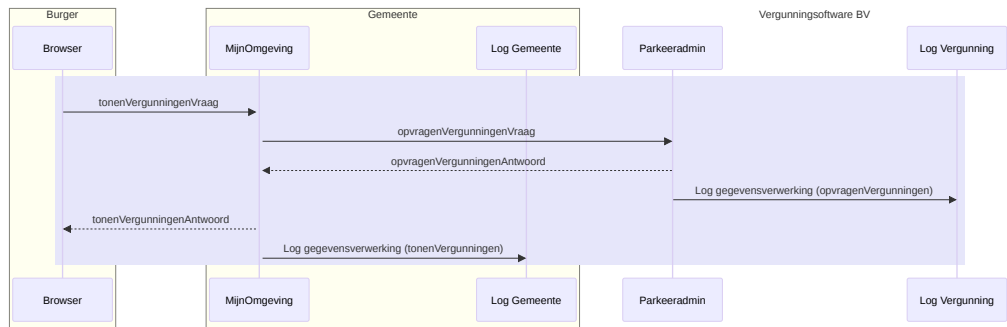 Burger
Gemeente
Vergunningsoftware BV
Browser
MijnOmgeving
Log Gemeente
Parkeeradmin
Log Vergunning
tonenVergunningenVraag
opvragenVergunningenVraag
opvragenVergunningenAntwoord
Log gegevensverwerking (opvragenVergunningen)
tonenVergunningenAntwoord
Log gegevensverwerking (tonenVergunningen)
Browser
MijnOmgeving
Log Gemeente
Parkeeradmin
Log Vergunning